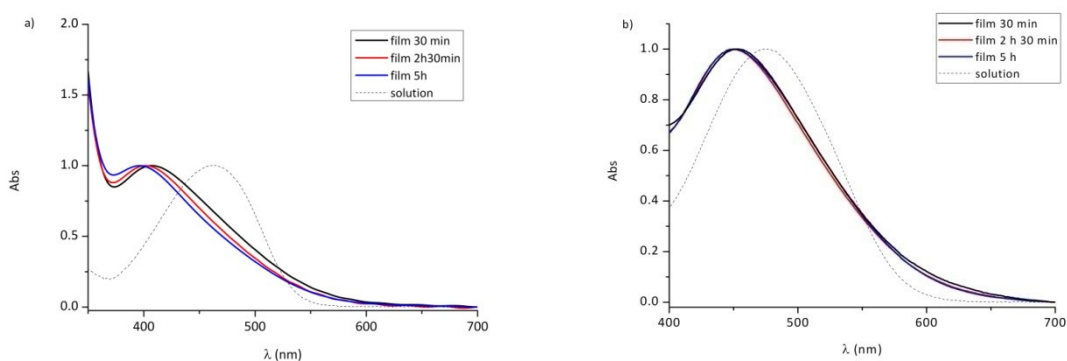 a)
2.0
1.5
1.0
0.5
0.0
Abs
400 500 600 700
λ (nm)
film 30 min
film 2h30min
film 5h
solution
b)
1.0
0.8
0.6
0.4
0.2
0.0
Abs
400 500 600 700
λ (nm)
film 30 min
film 2 h 30 min
film 5 h
solution